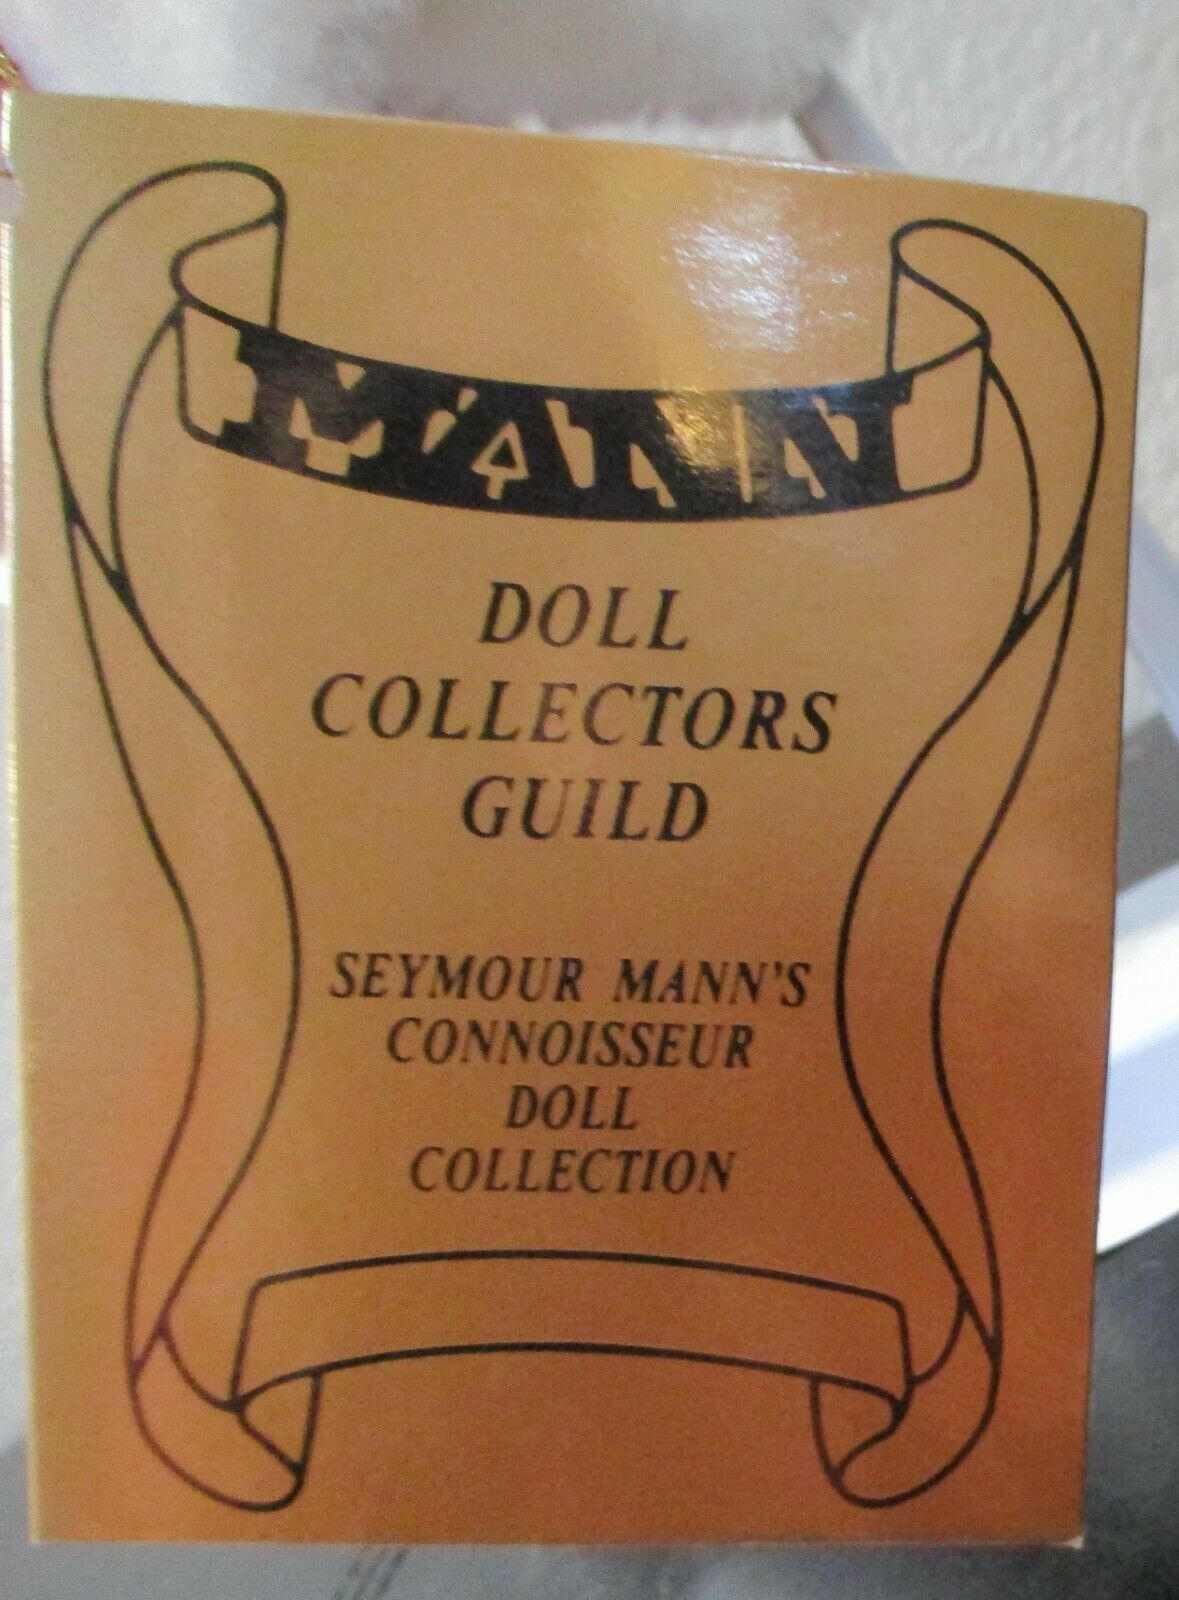 MANN
DOLL
COLLECTORS
GUILD
SEYMOUR MANN'S
CONNOISSEUR
DOLL
COLLECTION